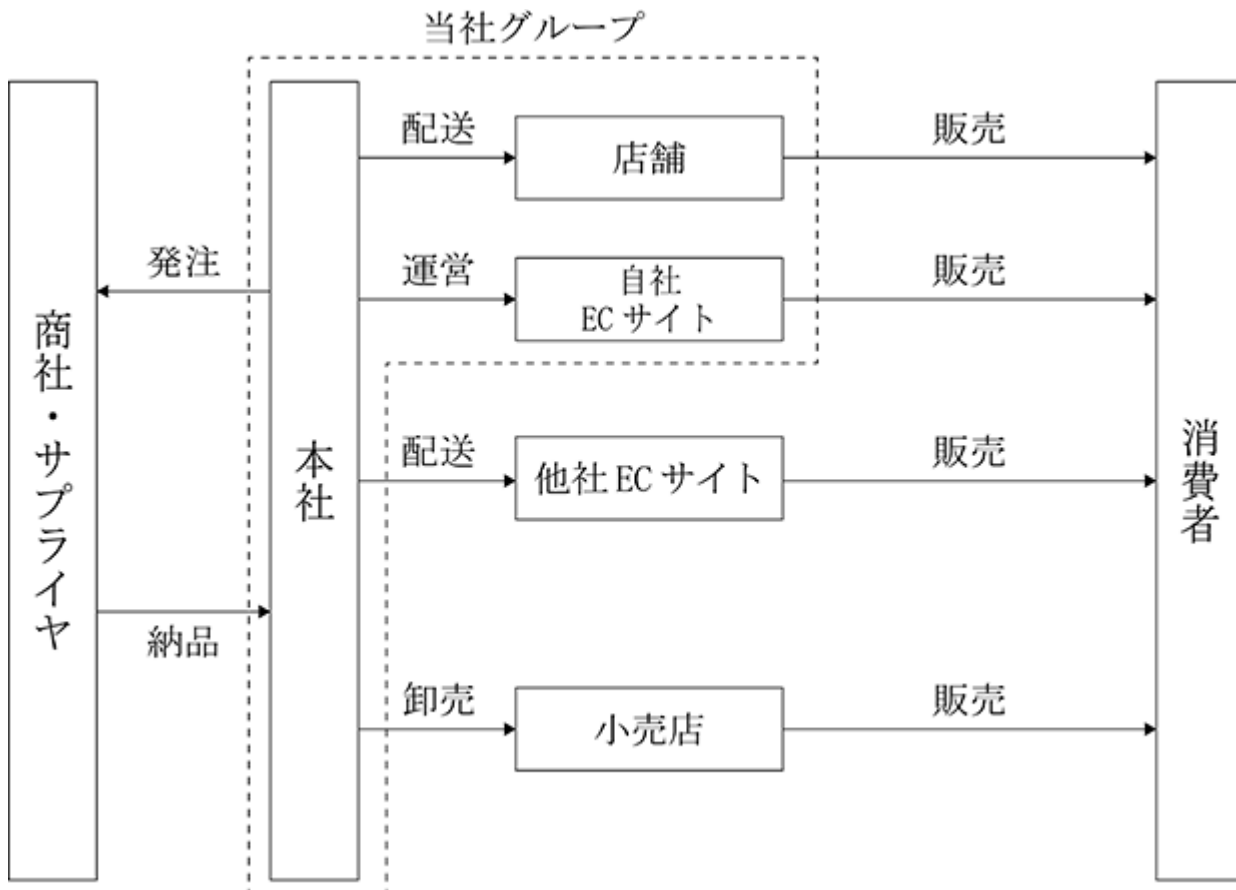 当社グループ
商社・サプライヤ
発注
納品
本社
配送
店舗
販売
運営
自社
ECサイト
販売
配送
他社ECサイト
販売
卸売
小売店
販売
消費者